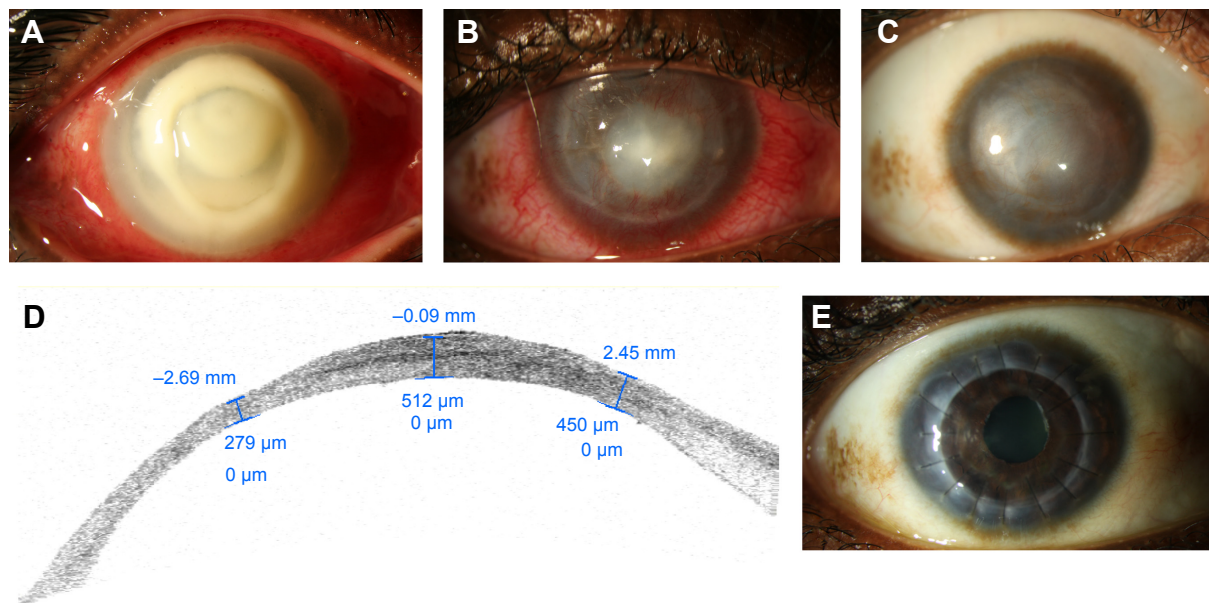 A
B
C
D
–0.09 mm
2.45 mm
–2.69 mm
512 µm
0 µm
450 µm
0 µm
279 µm
0 µm
E